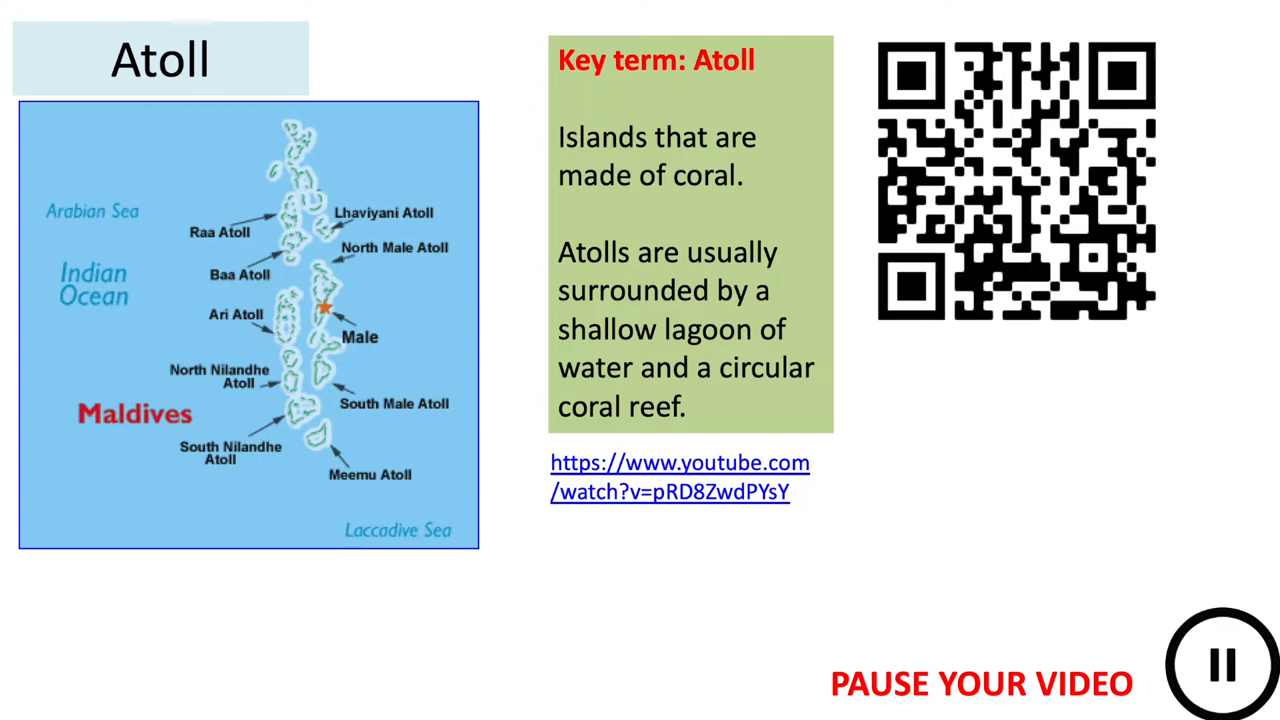 Atoll
Arabian Sea
Indian
Ocean
Raa Atoll
Lhaviyani Atoll
North Male Atoll
Baa Atoll
Ari Atoll
Male
North Nilandhe
Atoll
Maldives
South Male Atoll
South Nilandhe
Atoll
Meemu Atoll
Laccadive Sea
Key term: Atoll
Islands that are
made of coral.
Atolls are usually
surrounded by a
shallow lagoon of
water and a circular
coral reef.
https://www.youtube.com
/watch?v=pRD8ZwdPYsY
PAUSE YOUR VIDEO